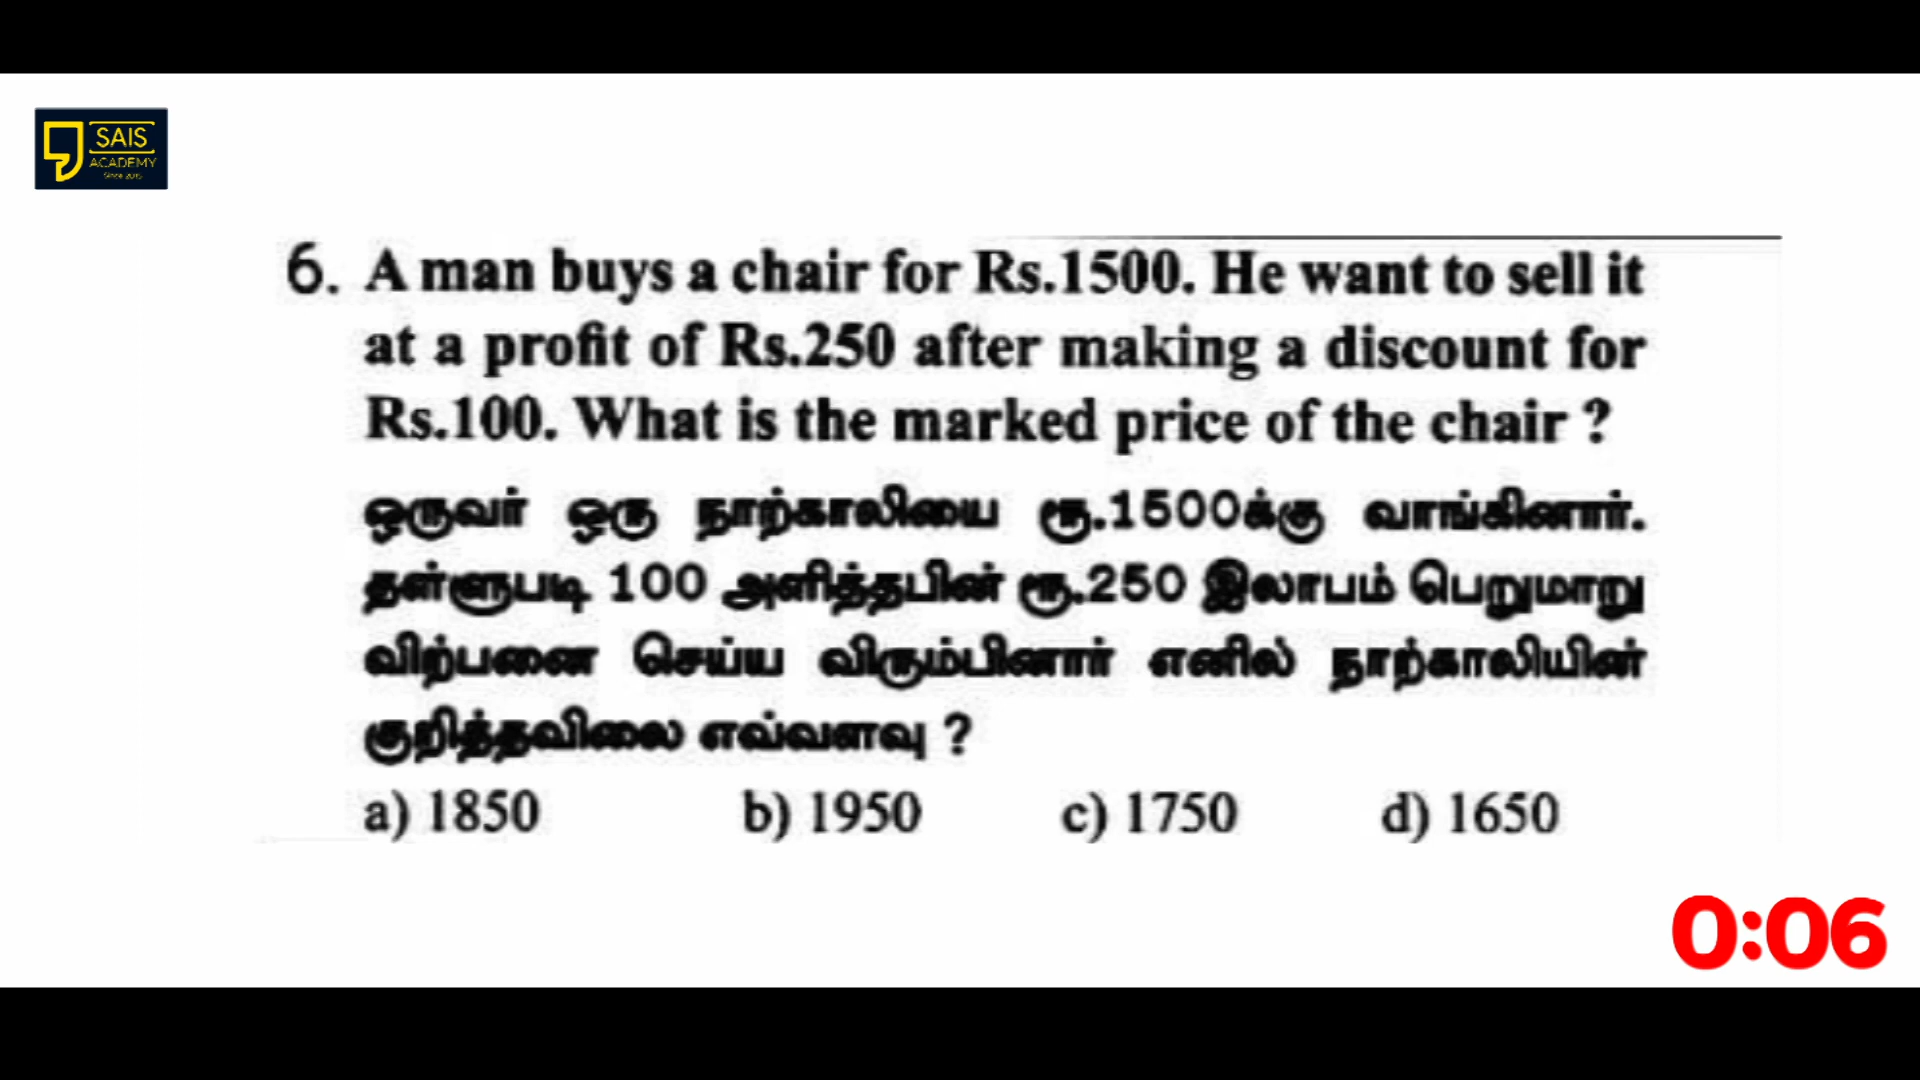 SAIS
ACADEMY
Since 2015
6. A man buys a chair for Rs.1500. He want to sell it
at a profit of Rs.250 after making a discount for
Rs.100. What is the marked price of the chair ?
ஒருவர் ஒரு நாற்காலியை ரூ.1500க்கு வாங்கினார்.
தள்ளுபடி 100 அளித்தபின் ரூ.250 இலாபம் பெறுமாறு
விற்பனை செய்ய விரும்பினார் எனில் நாற்காலியின்
குறித்தவிலை எவ்வளவு ?
a) 1850 b) 1950 c) 1750 d) 1650
0:06